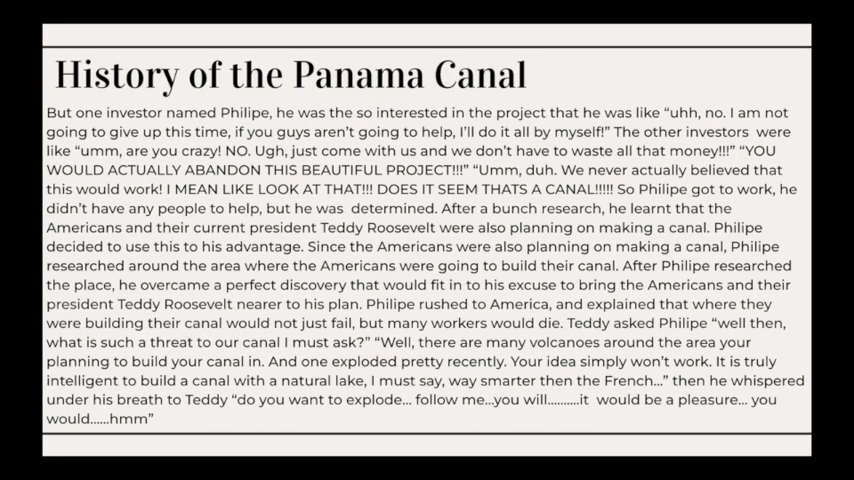 History of the Panama Canal
But one investor named Philipe, he was the so interested in the project that he was like “uhh, no. I am not
going to give up this time, if you guys aren’t going to help, I’ll do it all by myself!” The other investors were
like “umm, are you crazy! NO. Ugh, just come with us and we don’t have to waste all that money!!!” “YOU
WOULD ACTUALLY ABANDON THIS BEAUTIFUL PROJECT!!!” “Umm, duh. We never actually believed that
this would work! I MEAN LIKE LOOK AT THAT!!! DOES IT SEEM THATS A CANAL!!!!! So Philipe got to work, he
didn’t have any people to help, but he was determined. After a bunch research, he learnt that the
Americans and their current president Teddy Roosevelt were also planning on making a canal. Philipe
decided to use this to his advantage. Since the Americans were also planning on making a canal, Philipe
researched around the area where the Americans were going to build their canal. After Philipe researched
the place, he overcame a perfect discovery that would fit in to his excuse to bring the Americans and their
president Teddy Roosevelt nearer to his plan. Philipe rushed to America, and explained that where they
were building their canal would not just fail, but many workers would die. Teddy asked Philipe “well then,
what is such a threat to our canal I must ask?” “Well, there are many volcanoes around the area your
planning to build your canal in. And one exploded pretty recently. Your idea simply won’t work. It is truly
intelligent to build a canal with a natural lake, I must say, way smarter then the French...” then he whispered
under his breath to Teddy “do you want to explode... follow me...you will..........it would be a pleasure... you
would......hmm”